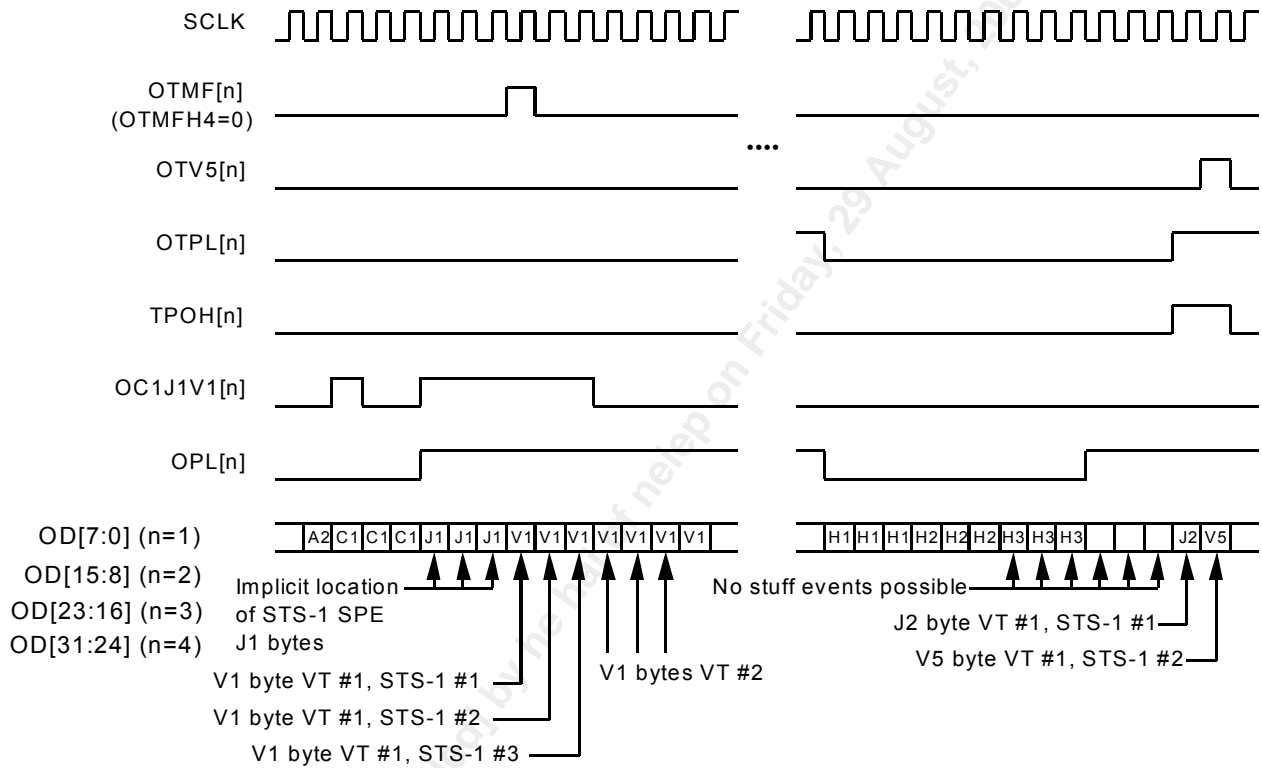 SCLK
OTMF[n]
(OTMFH4=0)
....
OTV5[n]
OTPL[n]
TPOH[n]
OC1J1V1[n]
OPL[n]
OD[7:0] (n=1)
A2 C1 C1 C1 J1 J1 J1 V1 V1 V1 V1 V1 V1 V1
H1 H1 H1 H2 H2 H2 H3 H3 H3 J2 V5
OD[15:8] (n=2)
OD[23:16] (n=3)
OD[31:24] (n=4)
Implicit location
of STS-1 SPE
J1 bytes
No stuff events possible
J2 byte VT #1, STS-1 #1
V5 byte VT #1, STS-1 #2
V1 bytes VT #2
V1 byte VT #1, STS-1 #1
V1 byte VT #1, STS-1 #2
V1 byte VT #1, STS-1 #3
on Friday, 29 August,